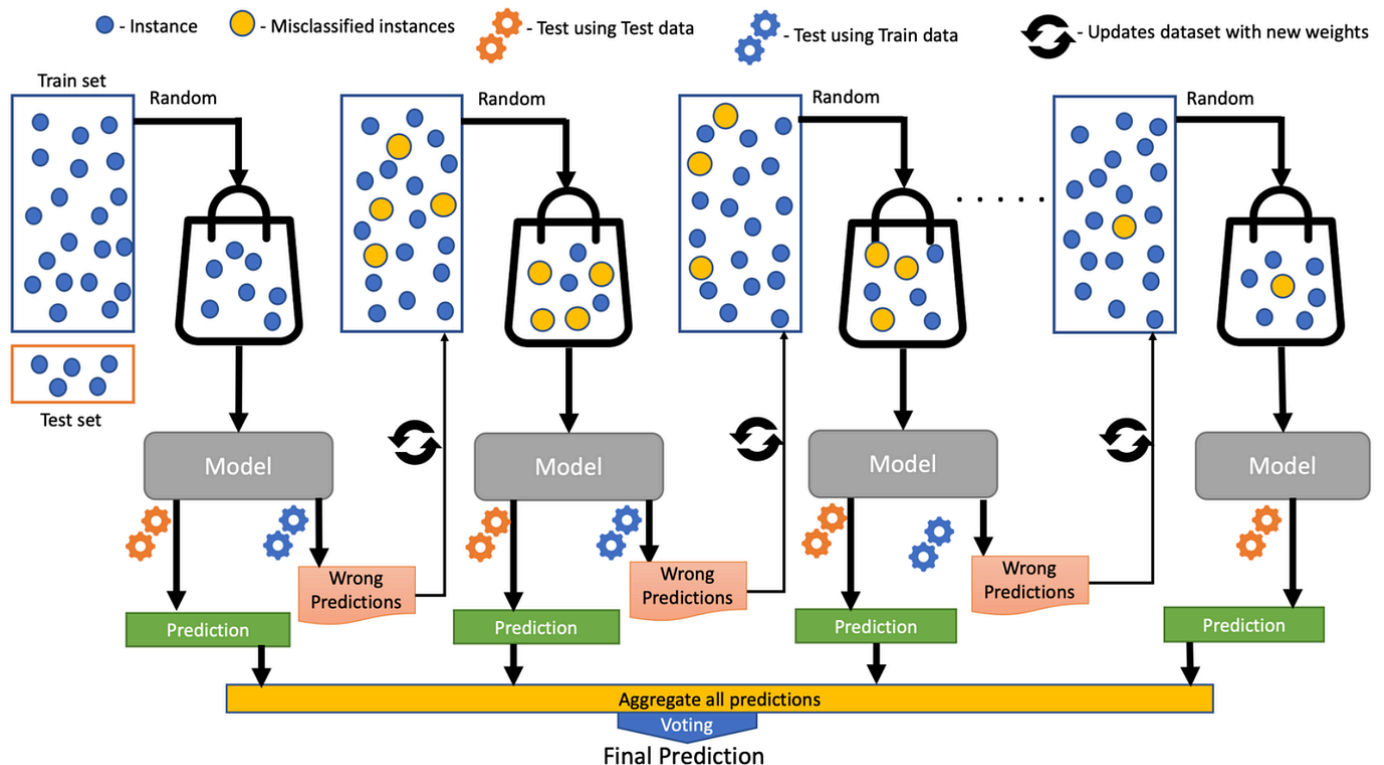 - Instance
- Misclassified instances
- Test using Test data
- Test using Train data
- Updates dataset with new weights
Train set
Random
Random
Random
Random
. . . . . .
Test set
Model
Model
Model
Model
Wrong
Predictions
Wrong
Predictions
Wrong
Predictions
Prediction
Prediction
Prediction
Prediction
Aggregate all predictions
Voting
Final Prediction